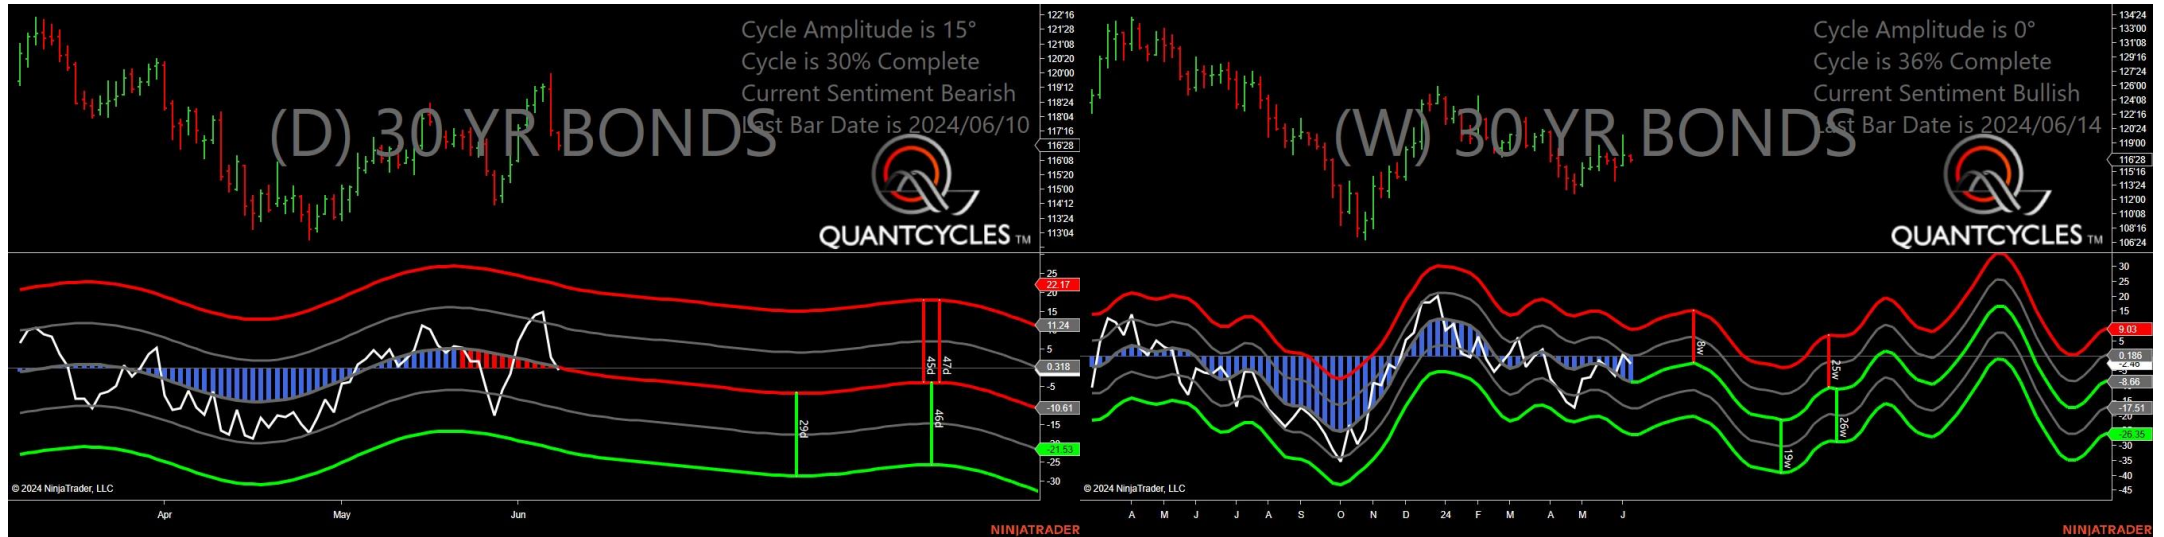 Cycle Amplitude is 15°
Cycle is 30% Complete
Current Sentiment Bearish
Last Bar Date is 2024/06/10
(D) 30 YR BONDS
QUANTCYCLES TM
122'16
121'28
121'08
120'20
120'00
119'12
118'24
118'04
117'16
116'28
116'08
115'20
115'00
114'12
113'24
113'04
25
22.17
20
15
11.24
5
0.318
-5
-10.61
-15
-20
-21.53
-25
-30
45d
47d
29d
46d
© 2024 NinjaTrader, LLC
Apr May Jun
NINJATRADER
Cycle Amplitude is 0°
Cycle is 36% Complete
Current Sentiment Bullish
Last Bar Date is 2024/06/14
(W) 30 YR BONDS
QUANTCYCLES TM
134'24
133'00
131'08
129'16
127'24
126'00
124'08
122'16
120'24
119'00
116'28
115'16
113'24
112'00
110'08
108'16
106'24
30
25
20
15
9.03
5
0.186
-2.46
-8.66
-15
-17.51
-20
-26.35
-30
-35
-40
-45
8w
25w
26w
19w
© 2024 NinjaTrader, LLC
A M J J A S O N D 24 F M A M J
NINJATRADER